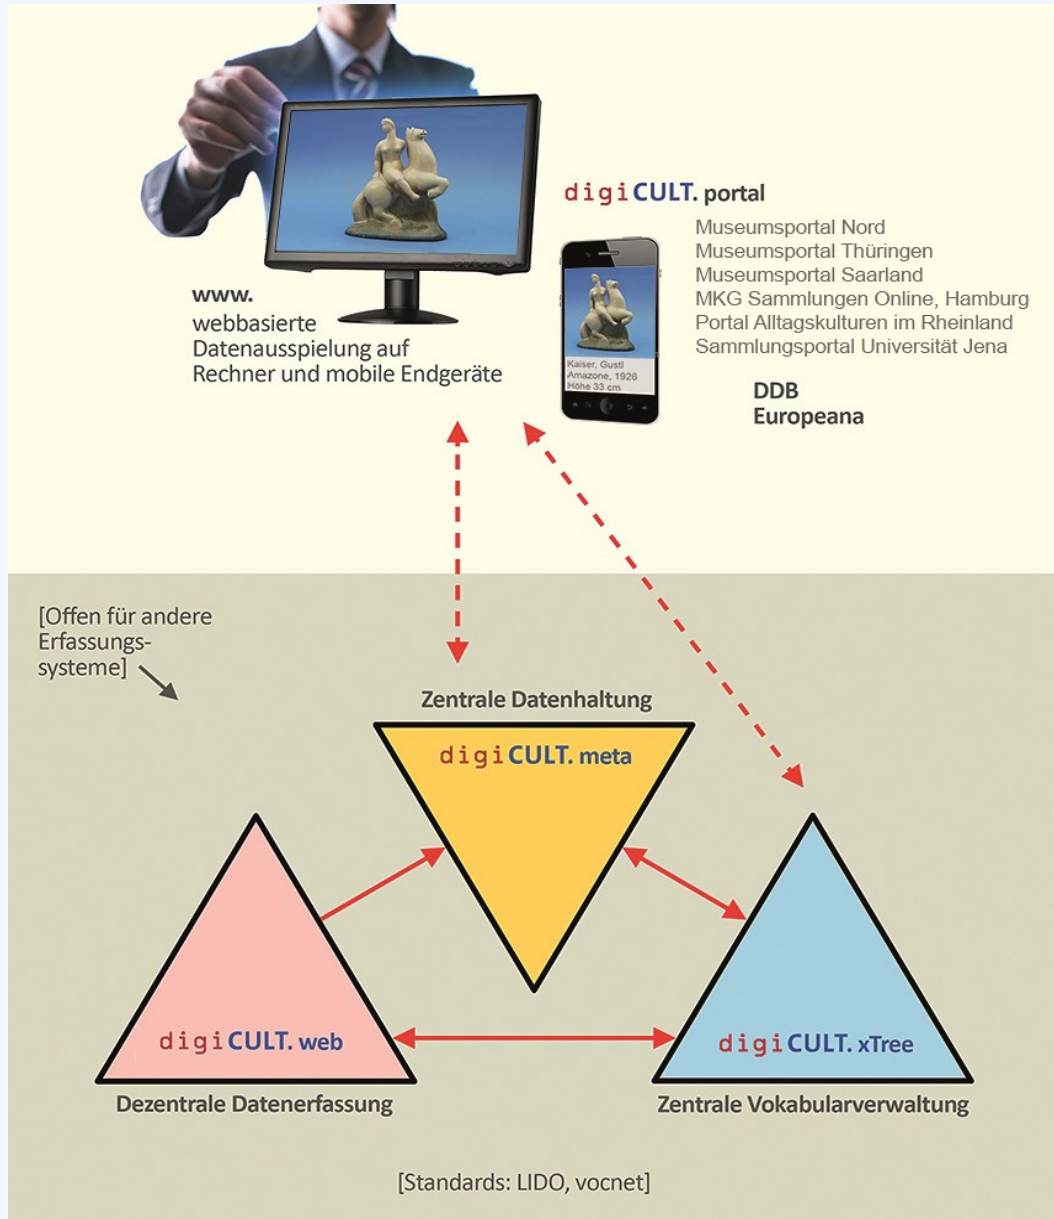 digiCULT. portal
Museumsportal Nord
Museumsportal Thüringen
Museumsportal Saarland
MKG Sammlungen Online, Hamburg
Portal Alltagskulturen im Rheinland
Sammlungsportal Universität Jena
DDB
Europeana
www.
webbasierte
Datenausspielung auf
Rechner und mobile Endgeräte
Kaiser, Gustl
Amazone, 1926
Höhe 33 cm
[Offen für andere
Erfassungs-
systeme]
Zentrale Datenhaltung
digiCULT. meta
digiCULT. web
Dezentrale Datenerfassung
digiCULT. xTree
Zentrale Vokabularverwaltung
[Standards: LIDO, vocnet]